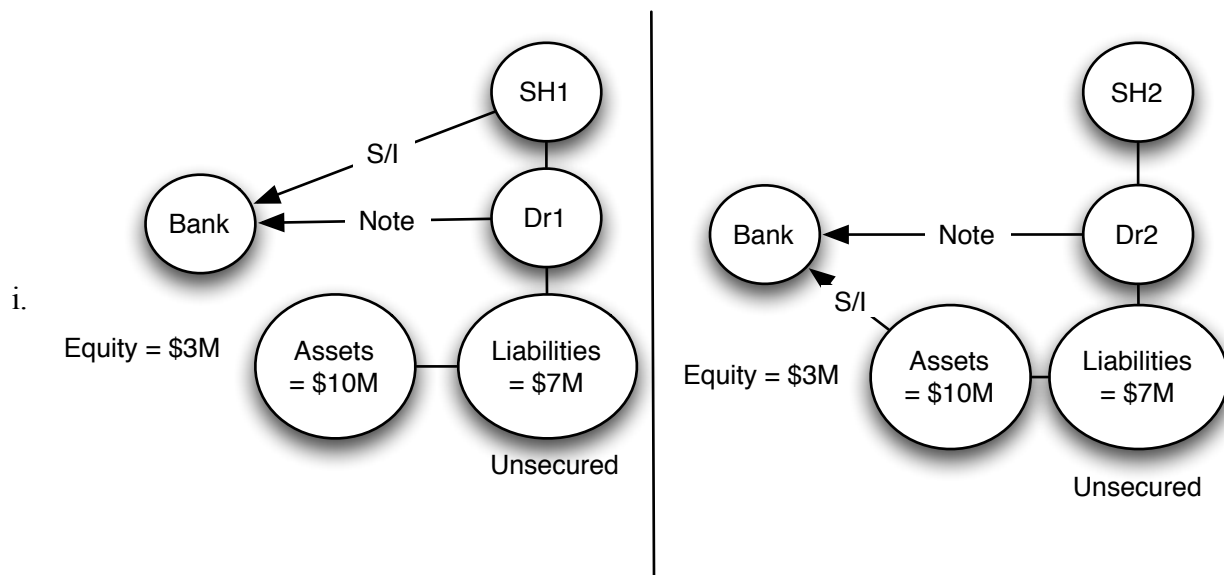 i.
SH1
S/I
Bank
Note
Dr1
Equity = $3M
Assets
= $10M
Liabilities
= $7M
Unsecured
SH2
Bank
Note
Dr2
S/I
Equity = $3M
Assets
= $10M
Liabilities
= $7M
Unsecured